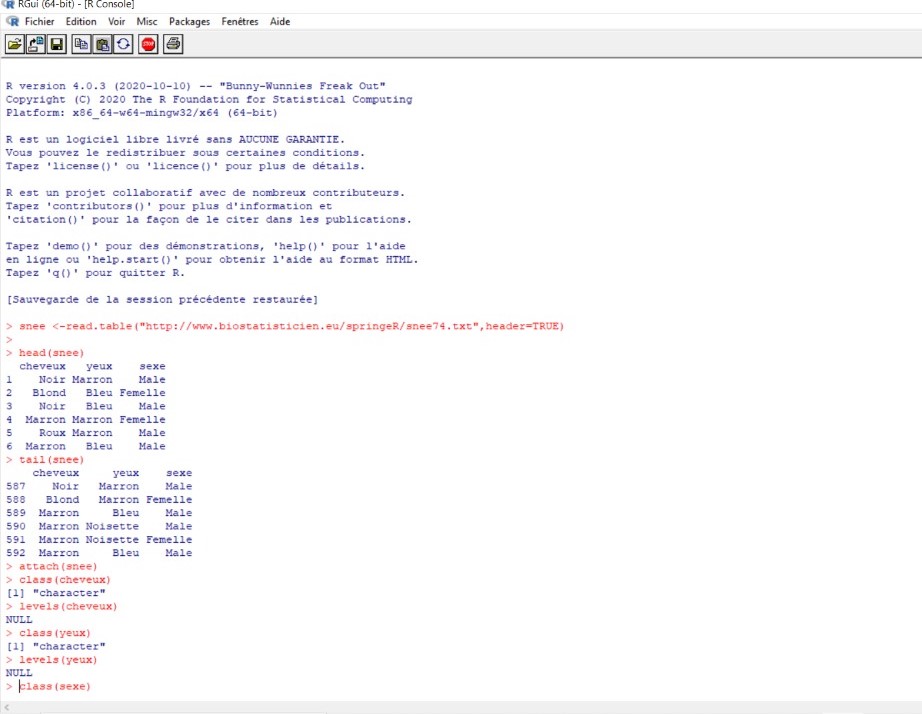 RGui (64-bit) - [R Console]
Fichier Edition Voir Misc Packages Fenêtres Aide
STOP
R version 4.0.3 (2020-10-10) -- "Bunny-Wunnies Freak Out"
Copyright (C) 2020 The R Foundation for Statistical Computing
Platform: x86_64-w64-mingw32/x64 (64-bit)
R est un logiciel libre livré sans AUCUNE GARANTIE.
Vous pouvez le redistribuer sous certaines conditions.
Tapez 'license()' ou 'licence()' pour plus de détails.
R est un projet collaboratif avec de nombreux contributeurs.
Tapez 'contributors()' pour plus d'information et
'citation()' pour la façon de le citer dans les publications.
Tapez 'demo()' pour des démonstrations, 'help()' pour l'aide
en ligne ou 'help.start()' pour obtenir l'aide au format HTML.
Tapez 'q()' pour quitter R.
[Sauvegarde de la session précédente restaurée]
> snee <-read.table("http://www.biostatisticien.eu/springeR/snee74.txt",header=TRUE)
>
> head(snee)
cheveux yeux sexe
1 Noir Marron Male
2 Blond Bleu Femelle
3 Noir Bleu Male
4 Marron Marron Femelle
5 Roux Marron Male
6 Marron Bleu Male
> tail(snee)
cheveux yeux sexe
587 Noir Marron Male
588 Blond Marron Femelle
589 Marron Bleu Male
590 Marron Noisette Male
591 Marron Noisette Femelle
592 Marron Bleu Male
> attach(snee)
> class(cheveux)
[1] "character"
> levels(cheveux)
NULL
> class(yeux)
[1] "character"
> levels(yeux)
NULL
> class(sexe)